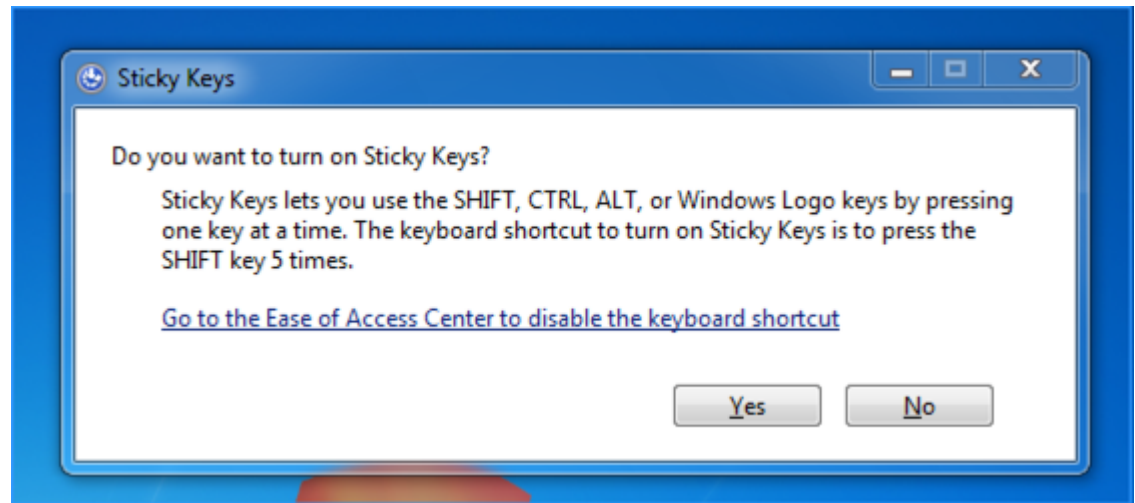 Sticky Keys
Do you want to turn on Sticky Keys?
Sticky Keys lets you use the SHIFT, CTRL, ALT, or Windows Logo keys by pressing
one key at a time. The keyboard shortcut to turn on Sticky Keys is to press the
SHIFT key 5 times.
Go to the Ease of Access Center to disable the keyboard shortcut
Yes No